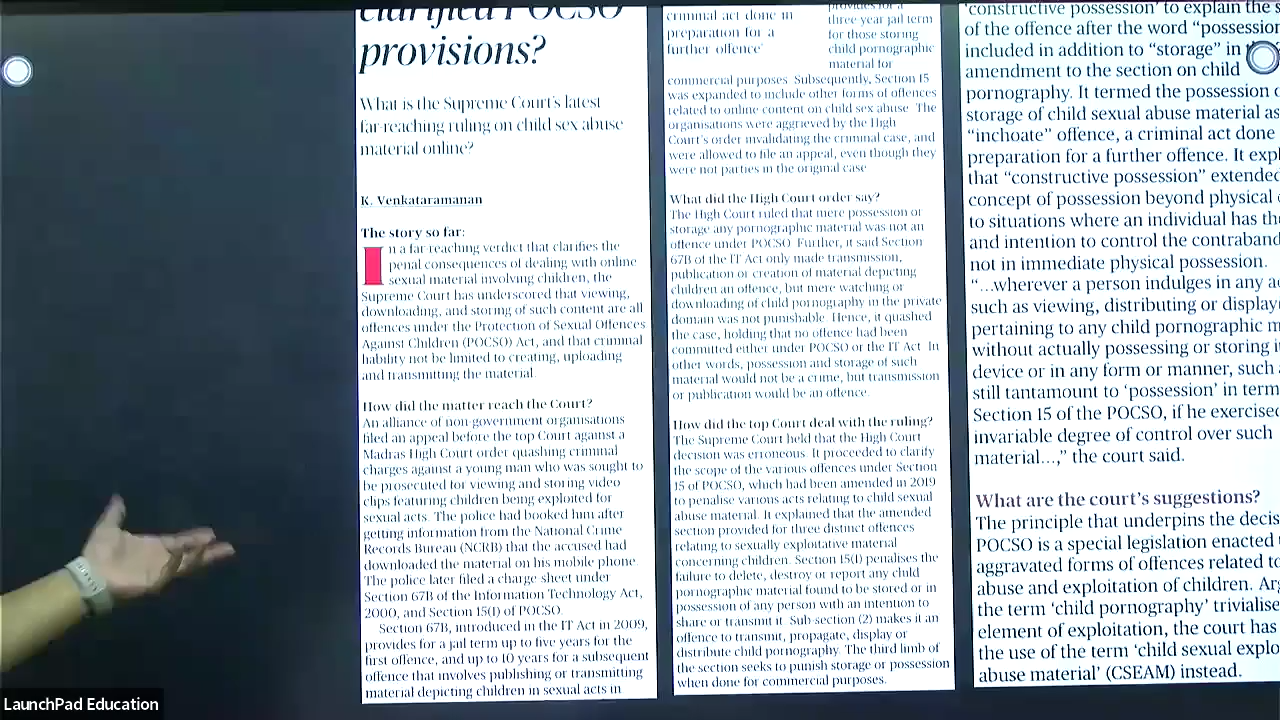 clarified POCSO
provisions?
What is the Supreme Court's latest
far-reaching ruling on child sex abuse
material online?
K. Venkataramanan
The story so far:
In a far-reaching verdict that clarifies the
penal consequences of dealing with online
sexual material involving children, the
Supreme Court has underscored that viewing,
downloading, and storing of such content are all
offences under the Protection of Sexual Offences
Against Children (POCSO) Act, and that criminal
liability not be limited to creating, uploading
and transmitting the material.
How did the matter reach the Court?
An alliance of non-government organisations
filed an appeal before the top Court against a
Madras High Court order quashing criminal
charges against a young man who was sought to
be prosecuted for viewing and storing video
clips featuring children being exploited for
sexual acts. The police had booked him after
getting information from the National Crime
Records Bureau (NCRB) that the accused had
downloaded the material on his mobile phone.
The police later filed a charge sheet under
Section 67B of the Information Technology Act,
2000, and Section 15(1) of POCSO.
Section 67B, introduced in the IT Act in 2009,
provides for a jail term up to five years for the
first offence, and up to 10 years for a subsequent
offence that involves publishing or transmitting
material depicting children in sexual acts in
criminal act done in
preparation for a
further offence'
provides for a
three year jail term
for those storing
child pornographic
material for
commercial purposes. Subsequently, Section 15
was expanded to include other forms of offences
related to online content on child sex abuse. The
organisations were aggrieved by the High
Court's order invalidating the criminal case, and
were allowed to file an appeal, even though they
were not parties in the original case
What did the High Court order say?
The High Court ruled that mere possession or
storage any pornographic material was not an
offence under POCSO. Further, it said Section
67B of the IT Act only made transmission,
publication or creation of material depicting
children an offence, but mere watching or
downloading of child pornography in the private
domain was not punishable. Hence, it quashed
the case, holding that no offence had been
committed either under POCSO or the IT Act. In
other words, possession and storage of such
material would not be a crime, but transmission
or publication would be an offence.
How did the top Court deal with the ruling?
The Supreme Court held that the High Court
decision was erroneous. It proceeded to clarify
the scope of the various offences under Section
15 of POCSO, which had been amended in 2019
to penalise various acts relating to child sexual
abuse material. It explained that the amended
section provided for three distinct offences
relating to sexually exploitative material
concerning children. Section 15(1) penalises the
failure to delete, destroy or report any child
pornographic material found to be stored or in
possession of any person with an intention to
share or transmit it. Sub-section (2) makes it an
offence to transmit, propagate, display or
distribute child pornography. The third limb of
the section seeks to punish storage or possession
when done for commercial purposes.
'constructive possession' to explain the s
of the offence after the word "possession
included in addition to "storage" in
amendment to the section on child
pornography. It termed the possession o
storage of child sexual abuse material as
"inchoate" offence, a criminal act done
preparation for a further offence. It expl
that "constructive possession" extended
concept of possession beyond physical c
to situations where an individual has th
and intention to control the contraband
not in immediate physical possession.
"...wherever a person indulges in any a
such as viewing, distributing or display
pertaining to any child pornographic m
without actually possessing or storing i
device or in any form or manner, such
still tantamount to 'possession' in term
Section 15 of the POCSO, if he exercised
invariable degree of control over such
material...," the court said.
What are the court's suggestions?
The principle that underpins the decis
POCSO is a special legislation enacted
aggravated forms of offences related to
abuse and exploitation of children. Arg
the term 'child pornography' trivialise
element of exploitation, the court has
the use of the term 'child sexual explo
abuse material' (CSEAM) instead.
LaunchPad Education